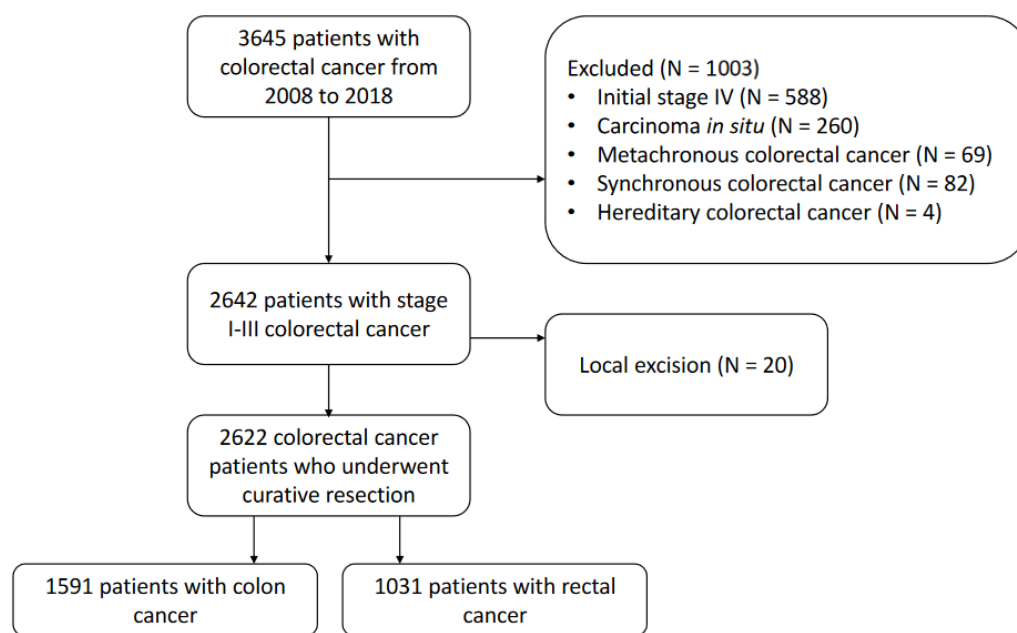 3645 patients with
colorectal cancer from
2008 to 2018
Excluded (N = 1003)
• Initial stage IV (N = 588)
• Carcinoma in situ (N = 260)
• Metachronous colorectal cancer (N = 69)
• Synchronous colorectal cancer (N = 82)
• Hereditary colorectal cancer (N = 4)
2642 patients with stage
I-III colorectal cancer
Local excision (N = 20)
2622 colorectal cancer
patients who underwent
curative resection
1591 patients with colon
cancer
1031 patients with rectal
cancer